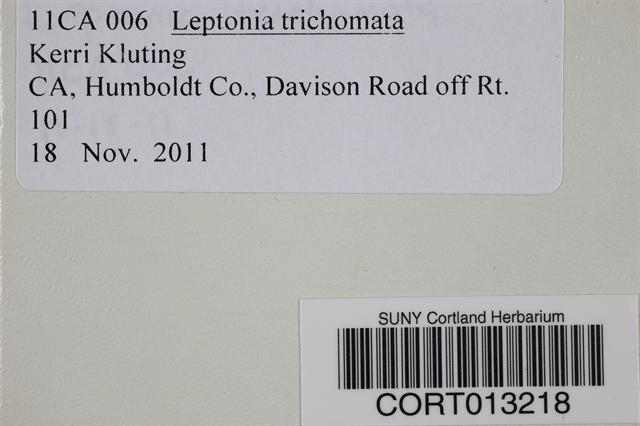 11CA 006 Leptonia trichomata
Kerri Kluting
CA, Humboldt Co., Davison Road off Rt.
101
18 Nov. 2011
SUNY Cortland Herbarium
CORT013218